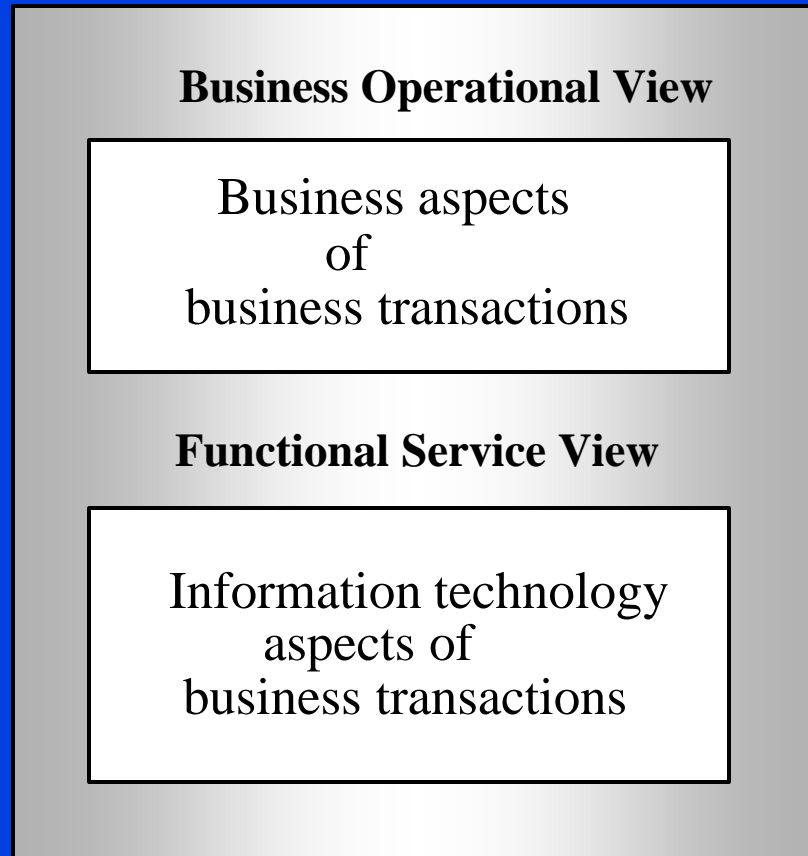 Business Operational View
Business aspects
of
business transactions
Functional Service View
Information technology
aspects of
business transactions